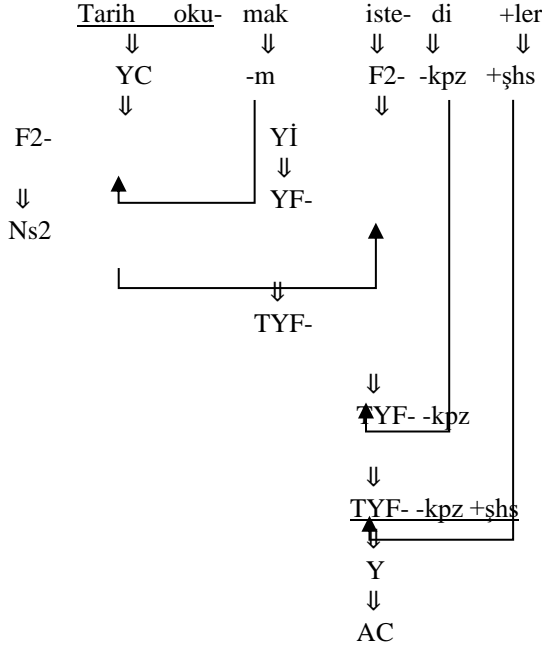 Tarih oku- mak iste- di +ler
⇓ ⇓ ⇓ ⇓ ⇓
YC -m F2- -kpz +şhs
⇓ ⇓
F2- Yİ
⇓
⇓ YF-
Ns2
⇓
TYF-
⇓
TYF- -kpz
⇓
TYF- -kpz +şhs
⇓
Y
⇓
AC